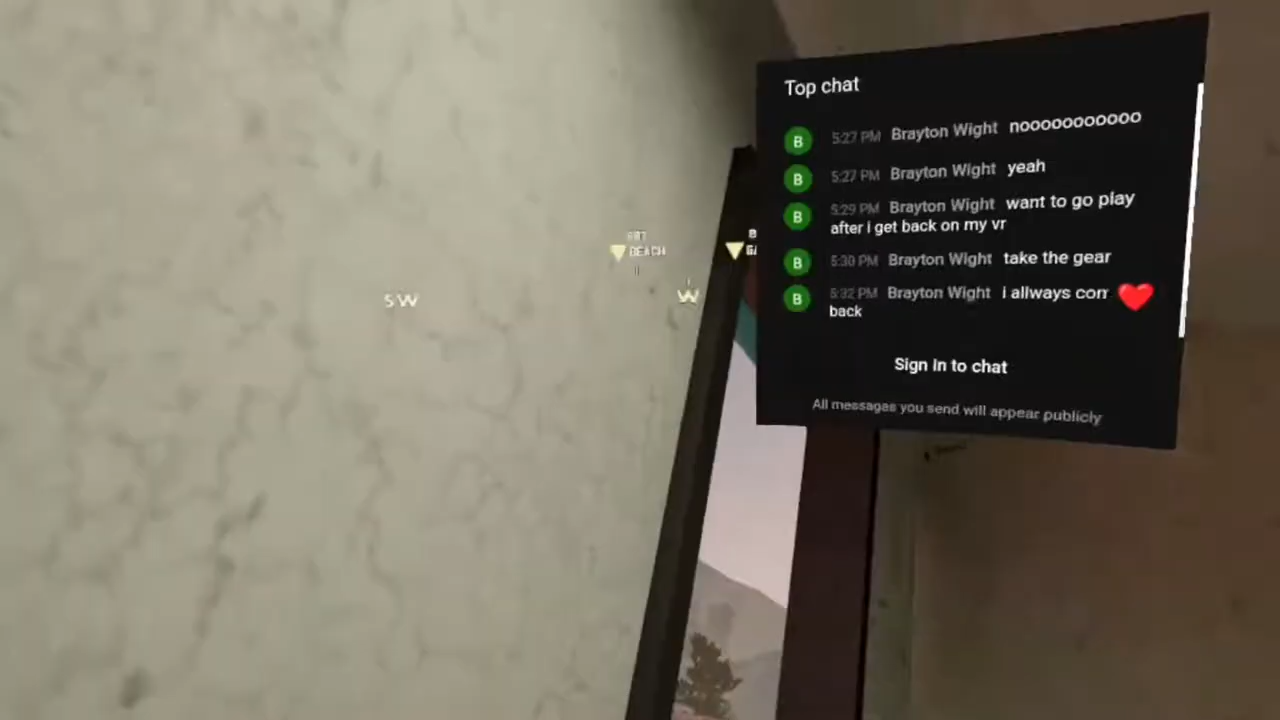 Top chat
5:27 PM Brayton Wight noooooooooooo
5:27 PM Brayton Wight yeah
5:29 PM Brayton Wight want to go play
after i get back on my vr
5:30 PM Brayton Wight take the gear
5:32 PM Brayton Wight i allways com
back
Sign in to chat
All messages you send will appear publicly
BEACH
SW
W
B
B
B
B
B